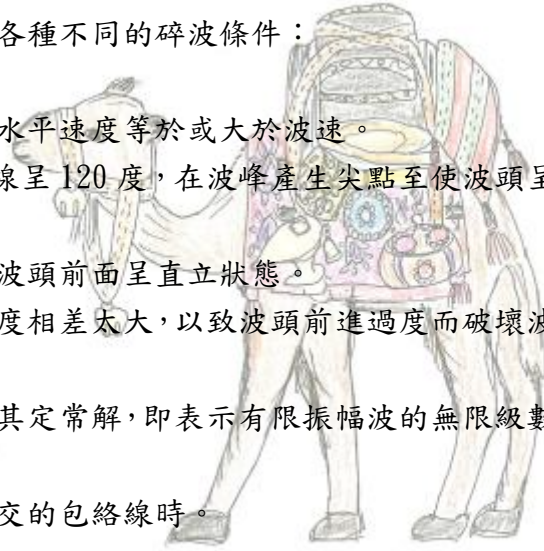 各種不同的碎波條件：
水平速度等於或大於波速。
線呈 120 度，在波峰產生尖點至使波頭呈
波頭前面呈直立狀態。
度相差太大，以致波頭前進過度而破壞波
其定常解，即表示有限振幅波的無限級數
交的包絡線時。